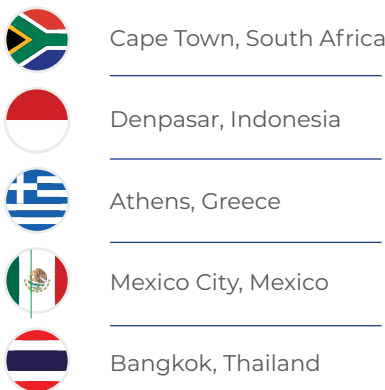 Cape Town, South Africa
Denpasar, Indonesia
Athens, Greece
Mexico City, Mexico
Bangkok, Thailand